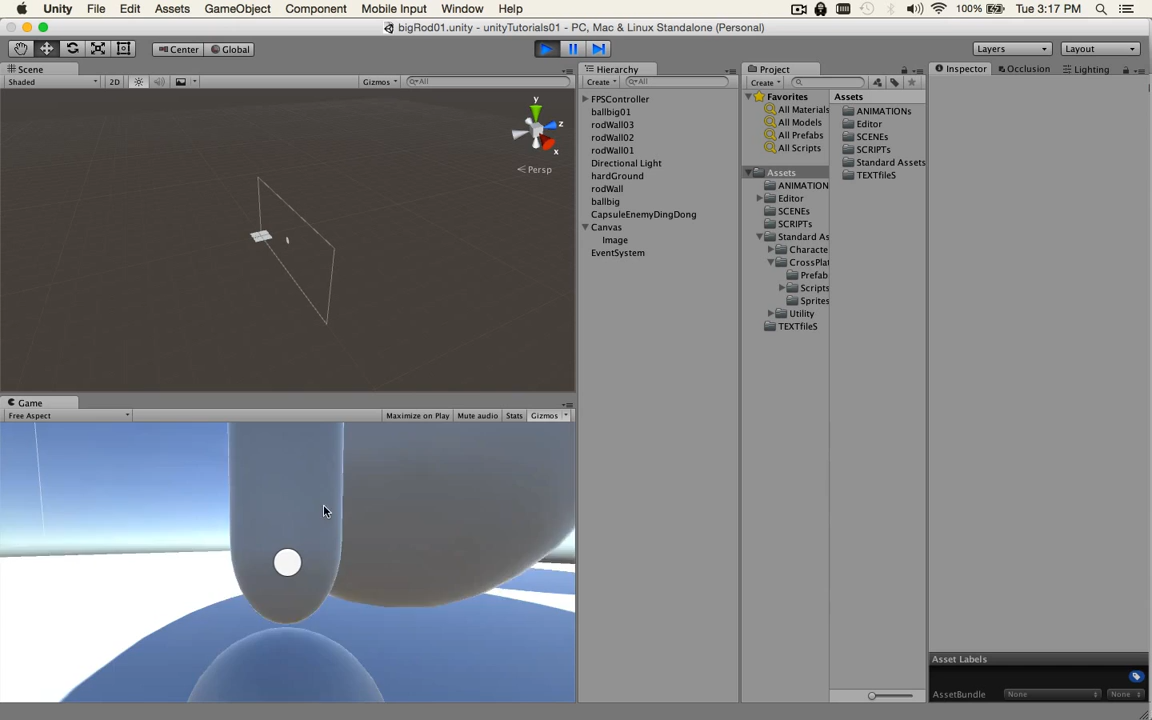 Unity File Edit Assets GameObject Component Mobile Input Window Help 100% Tue 3:17 PM
bigRod01.unity - unityTutorials01 - PC, Mac & Linux Standalone (Personal)
Center Global Layers Layout
Scene
Shaded 2D Gizmos All
y
z
x
Persp
Game
Free Aspect Maximize on Play Mute audio Stats Gizmos
Hierarchy
Create All
FPSController
ballbig01
rodWall03
rodWall02
rodWall01
Directional Light
hardGround
rodWall
ballbig
CapsuleEnemyDingDong
Canvas
Image
EventSystem
Project
Create
Favorites
All Materials
All Models
All Prefabs
All Scripts
Assets
ANIMATION
Editor
SCENEs
SCRIPTs
Standard As
Characte
CrossPlat
Prefab
Scripts
Sprites
Utility
TEXTfileS
Assets
ANIMATIONs
Editor
SCENEs
SCRIPTs
Standard Assets
TEXTfileS
Inspector Occlusion Lighting
Asset Labels
AssetBundle None None